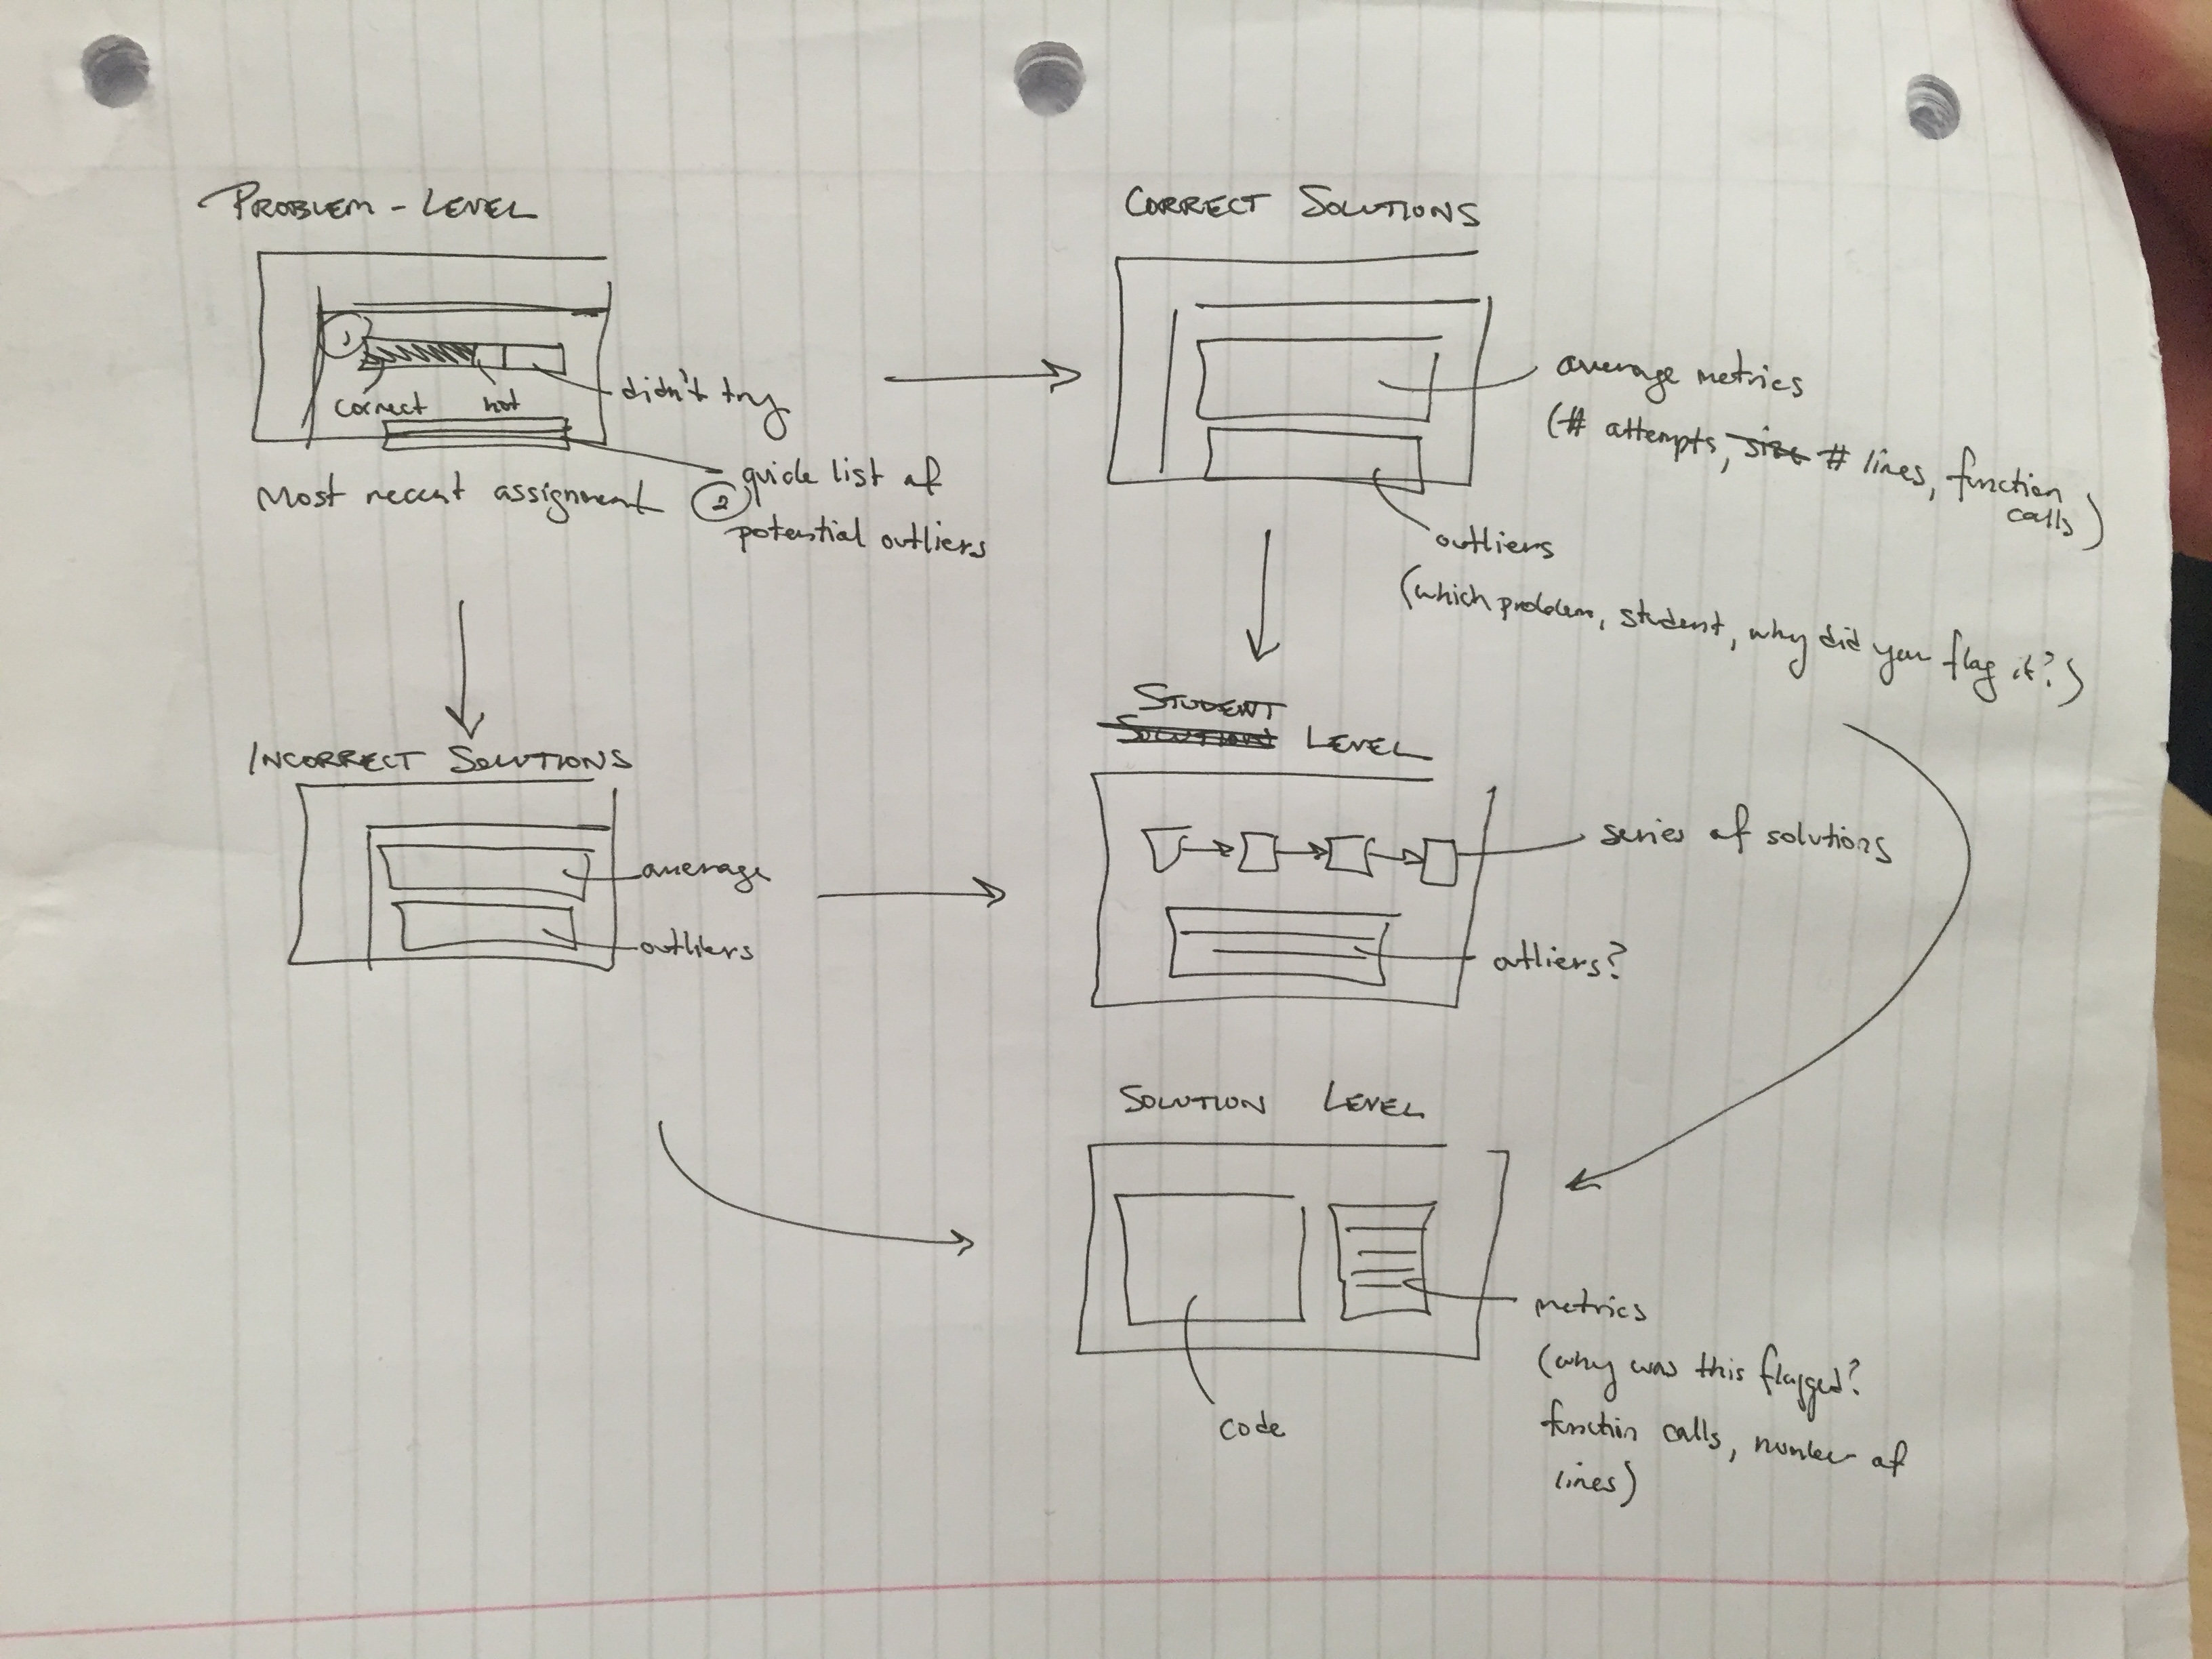 PROBLEM - LEVEL
1
correct
not
didn't try
Most recent assignment
2
quick list of
potential outliers
CORRECT SOLUTIONS
average metrics
(# attempts, size # lines, function
calls)
outliers
(which problem, student, why did you flag it?)
INCORRECT SOLUTIONS
average
outliers
STUDENT
SOLUTION LEVEL
series of solutions
outliers?
SOLUTION LEVEL
code
metrics
(why was this flagged?
function calls, number of
lines)